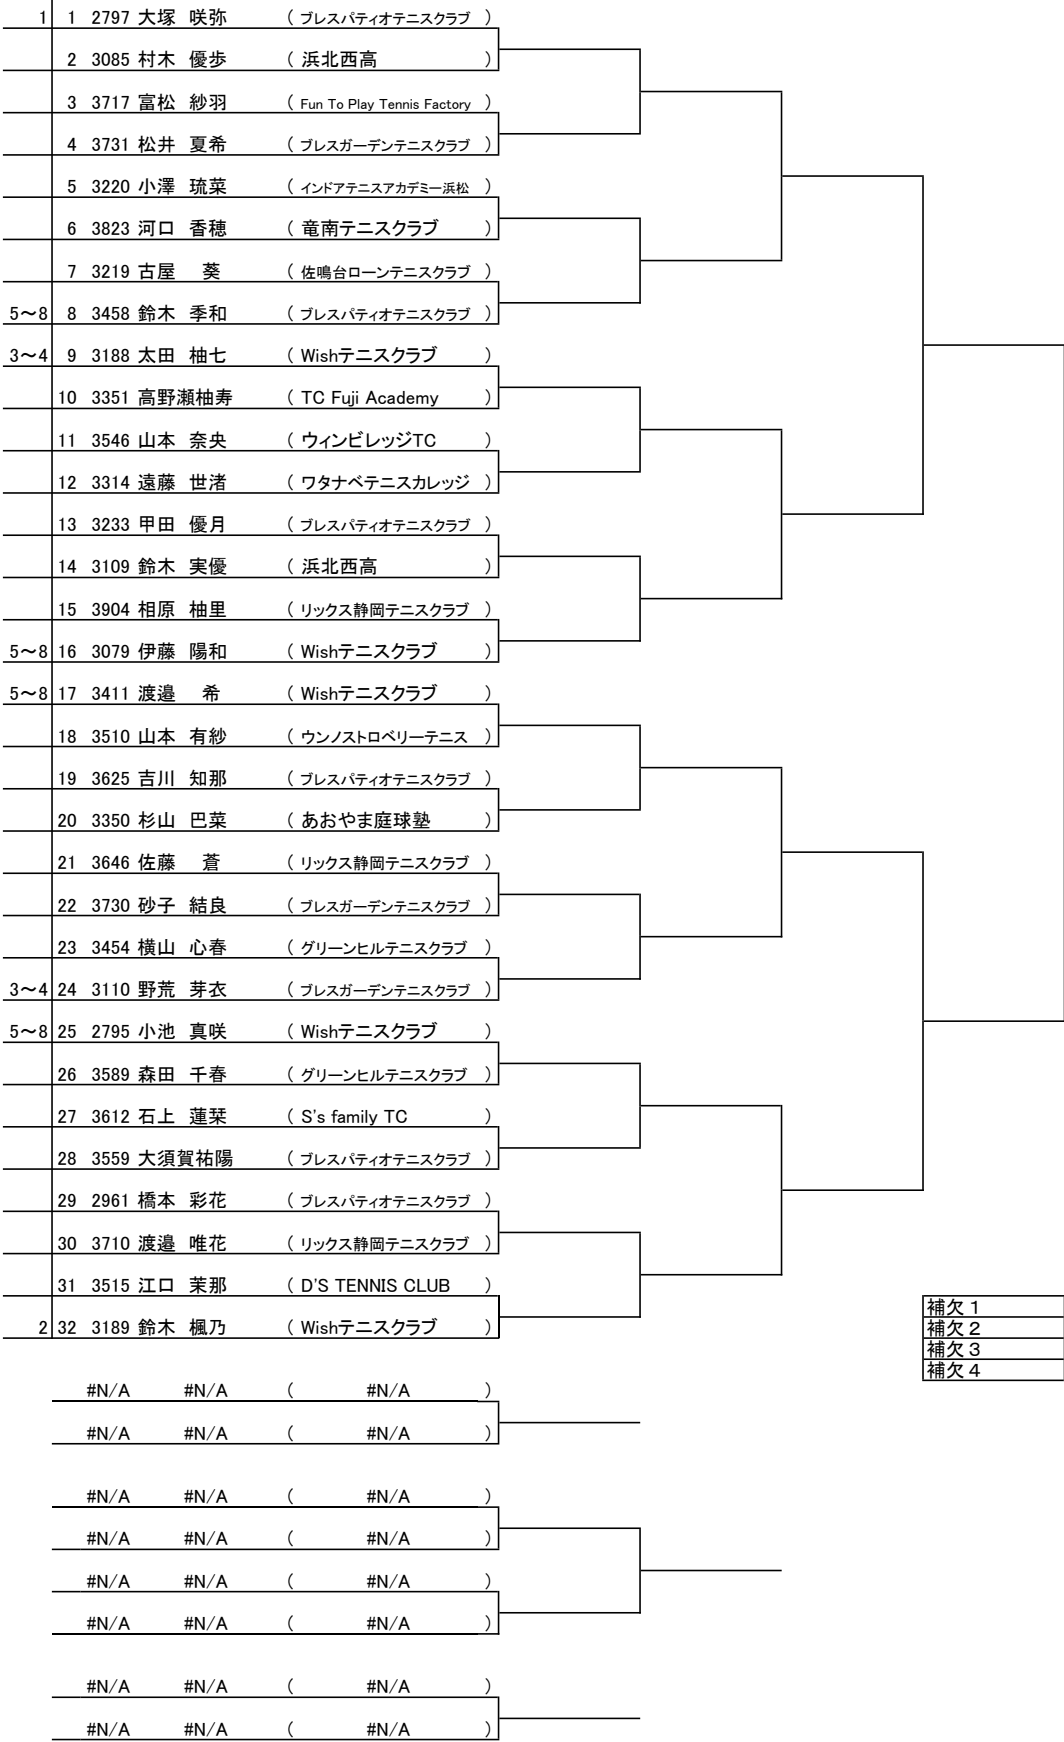 1 1 2797 大塚 咲弥 （ブレスパティオテニスクラブ）
2 3085 村木 優歩 （浜北西高）
3 3717 富松 紗羽 （Fun To Play Tennis Factory）
4 3731 松井 夏希 （ブレスガーデンテニスクラブ）
5 3220 小澤 琉菜 （インドアテニスアカデミー浜松）
6 3823 河口 香穂 （竜南テニスクラブ）
7 3219 古屋 葵 （佐鳴台ローンテニスクラブ）
5～8 8 3458 鈴木 季和 （ブレスパティオテニスクラブ）
3～4 9 3188 太田 柚七 （Wishテニスクラブ）
10 3351 高野瀬柚寿 （TC Fuji Academy）
11 3546 山本 奈央 （ウィンビレッジTC）
12 3314 遠藤 世渚 （ワタナベテニスカレッジ）
13 3233 甲田 優月 （ブレスパティオテニスクラブ）
14 3109 鈴木 実優 （浜北西高）
15 3904 相原 柚里 （リックス静岡テニスクラブ）
5～8 16 3079 伊藤 陽和 （Wishテニスクラブ）
5～8 17 3411 渡邉 希 （Wishテニスクラブ）
18 3510 山本 有紗 （ウンノストロベリーテニス）
19 3625 吉川 知那 （ブレスパティオテニスクラブ）
20 3350 杉山 巴菜 （あおやま庭球塾）
21 3646 佐藤 蒼 （リックス静岡テニスクラブ）
22 3730 砂子 結良 （ブレスガーデンテニスクラブ）
23 3454 横山 心春 （グリーンヒルテニスクラブ）
3～4 24 3110 野荒 芽衣 （ブレスガーデンテニスクラブ）
5～8 25 2795 小池 真咲 （Wishテニスクラブ）
26 3589 森田 千春 （グリーンヒルテニスクラブ）
27 3612 石上 蓮栞 （S's family TC）
28 3559 大須賀祐陽 （ブレスパティオテニスクラブ）
29 2961 橋本 彩花 （ブレスパティオテニスクラブ）
30 3710 渡邉 唯花 （リックス静岡テニスクラブ）
31 3515 江口 茉那 （D'S TENNIS CLUB）
2 32 3189 鈴木 楓乃 （Wishテニスクラブ）
補欠１
補欠２
補欠３
補欠４
#N/A #N/A （ #N/A ）
#N/A #N/A （ #N/A ）
#N/A #N/A （ #N/A ）
#N/A #N/A （ #N/A ）
#N/A #N/A （ #N/A ）
#N/A #N/A （ #N/A ）
#N/A #N/A （ #N/A ）
#N/A #N/A （ #N/A ）